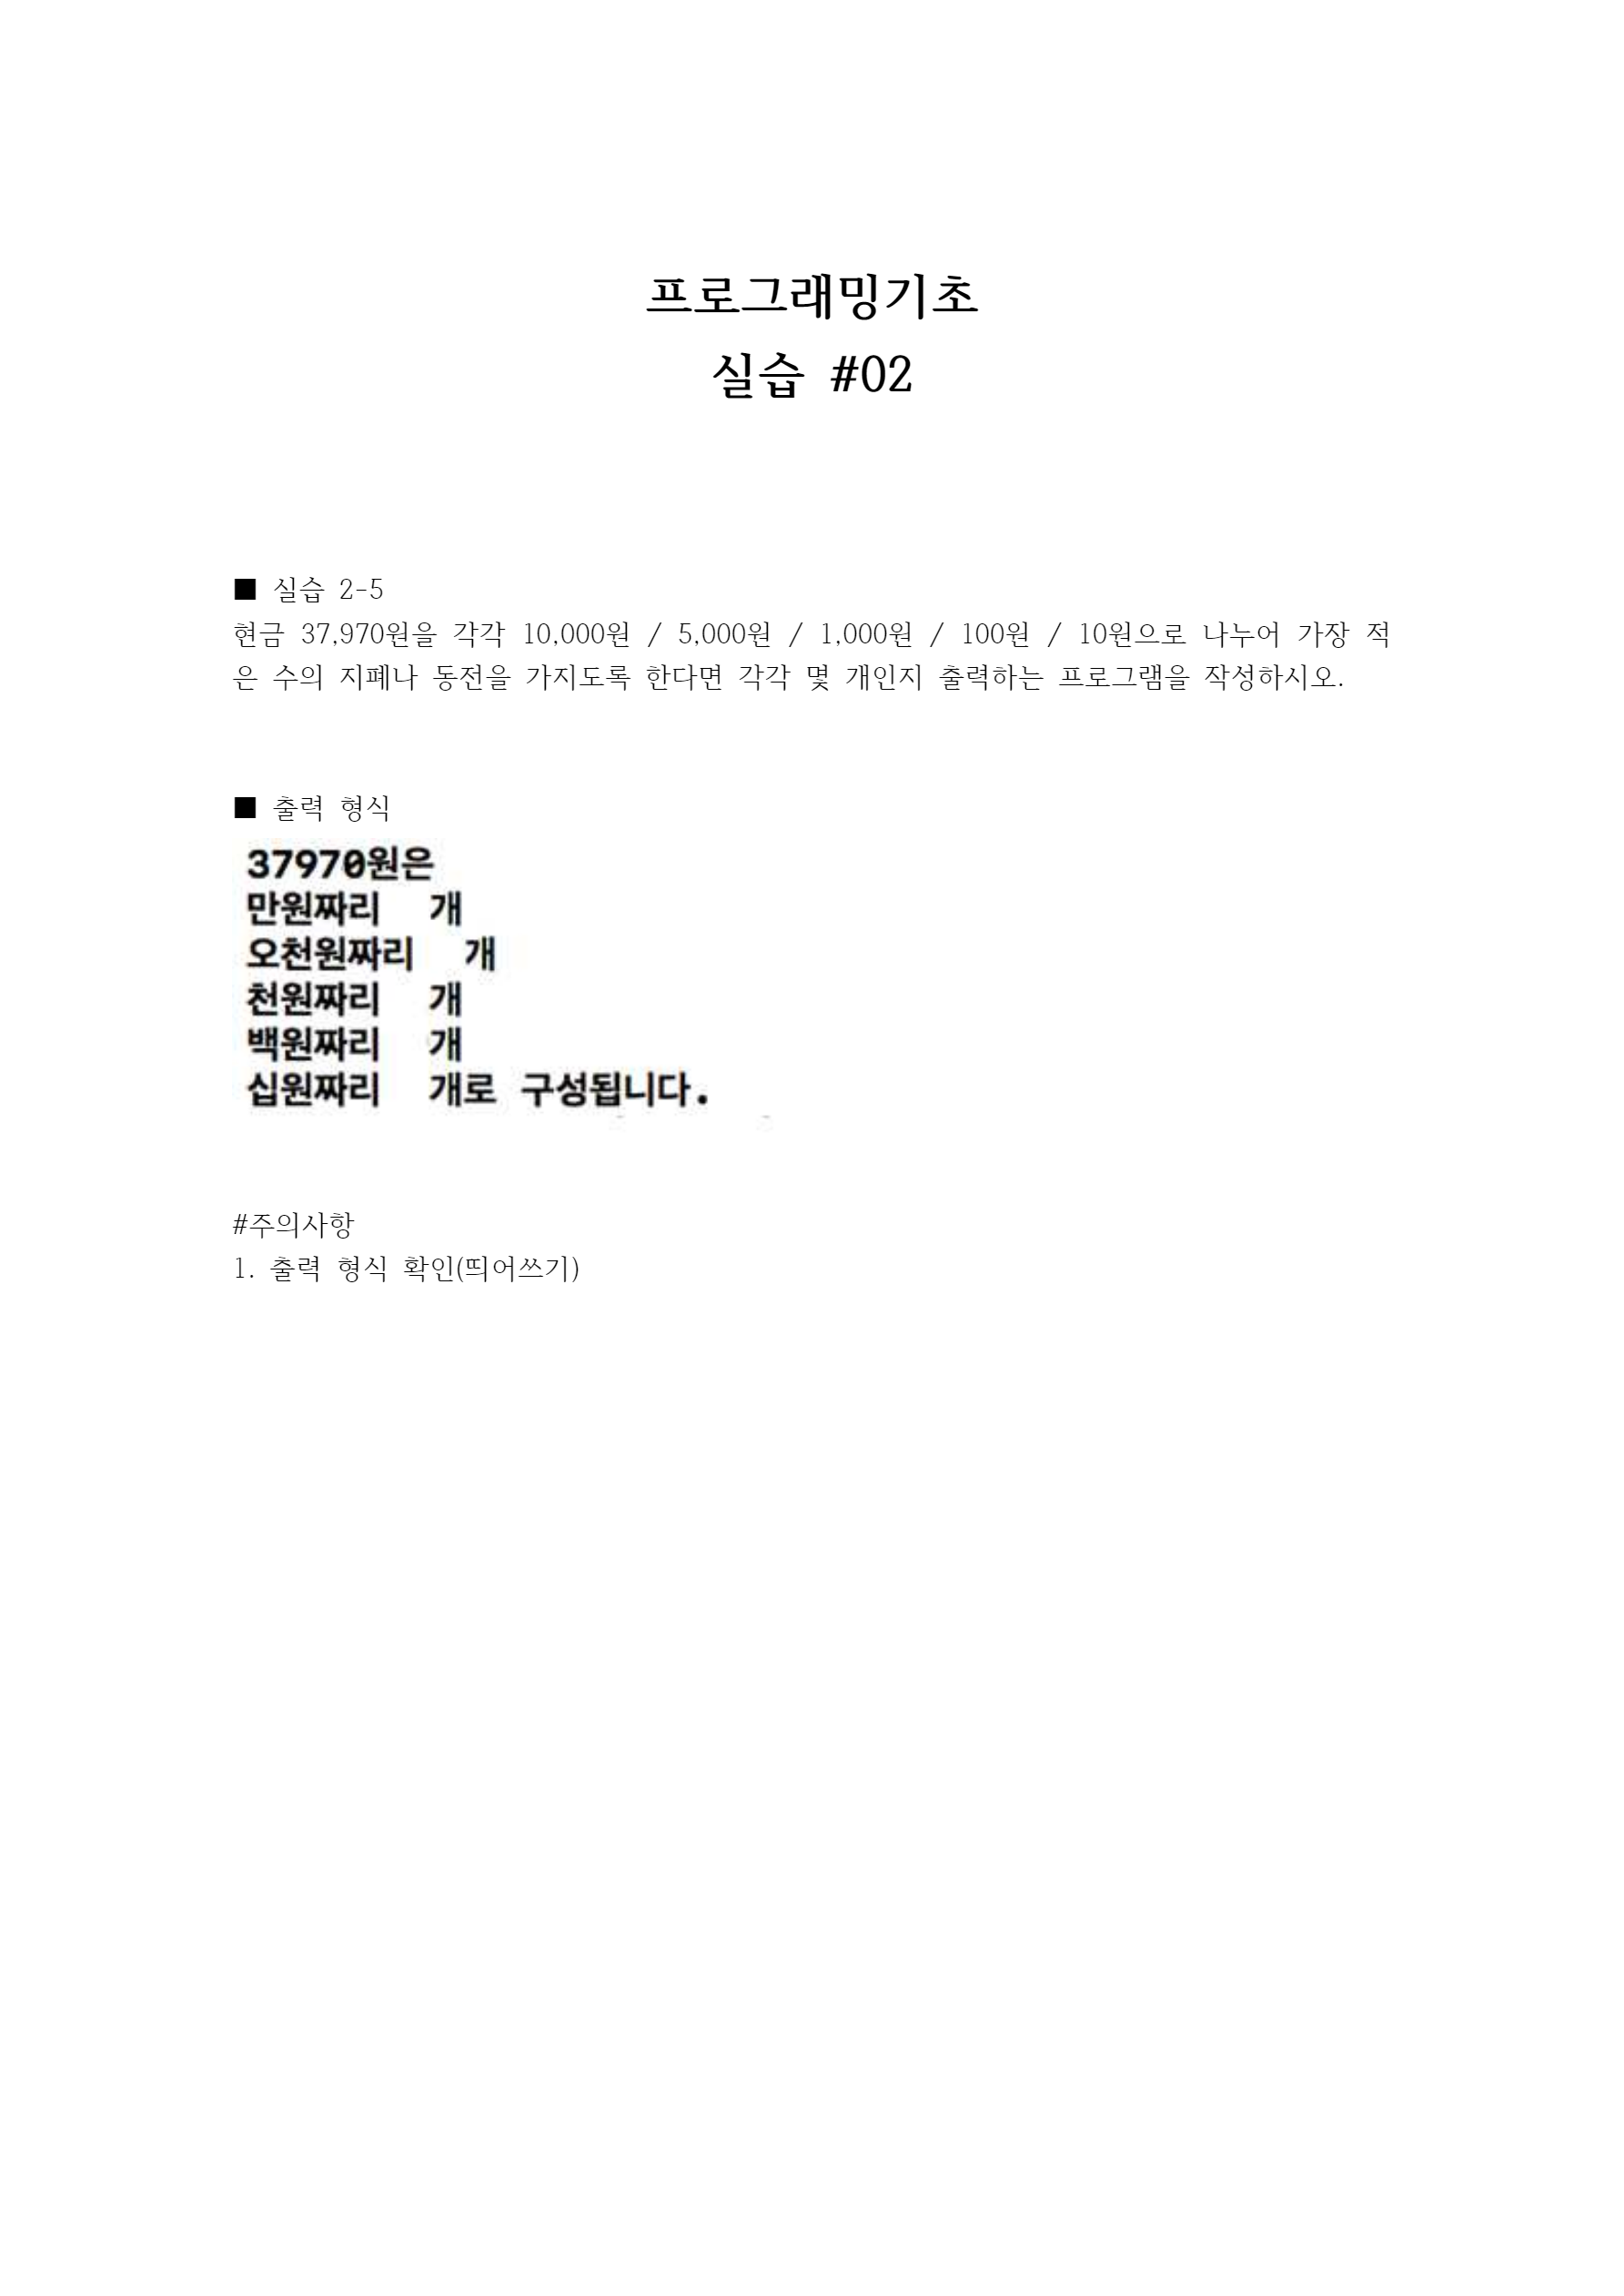 프로그래밍기초
실습 #02
■ 실습 2-5
현금 37,970원을 각각 10,000원 / 5,000원 / 1,000원 / 100원 / 10원으로 나누어 가장 적
은 수의 지폐나 동전을 가지도록 한다면 각각 몇 개인지 출력하는 프로그램을 작성하시오.
■ 출력 형식
37970원은
만원짜리  개
오천원짜리  개
천원짜리  개
백원짜리  개
십원짜리  개로 구성됩니다.
#주의사항
1. 출력 형식 확인(띄어쓰기)